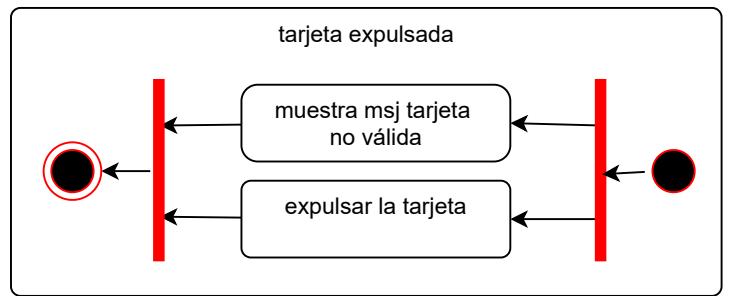 tarjeta expulsada
muestra msj tarjeta
no válida
expulsar la tarjeta